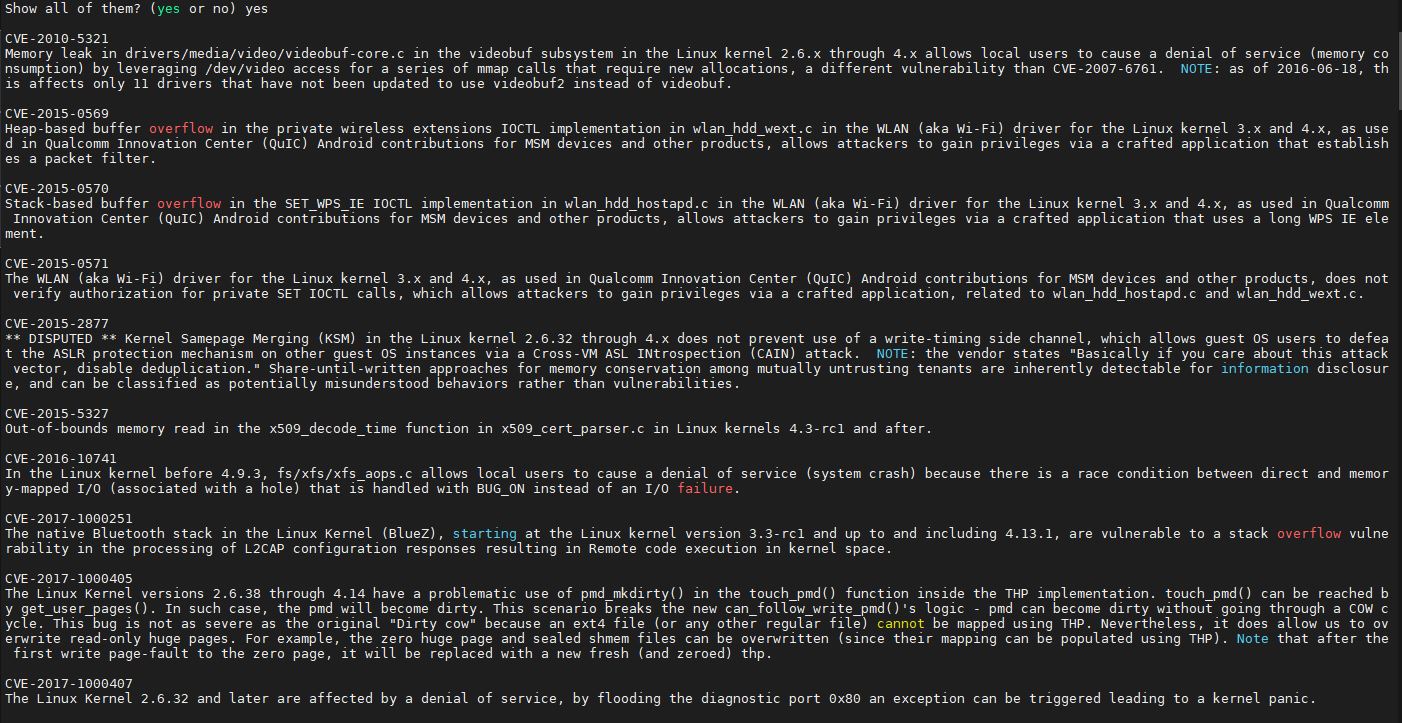 Show all of them? (yes or no) yes
CVE-2010-5321
Memory leak in drivers/media/video/videobuf-core.c in the videobuf subsystem in the Linux kernel 2.6.x through 4.x allows local users to cause a denial of service (memory co
nsumption) by leveraging /dev/video access for a series of mmap calls that require new allocations, a different vulnerability than CVE-2007-6761.  NOTE: as of 2016-06-18, th
is affects only 11 drivers that have not been updated to use videobuf2 instead of videobuf.
CVE-2015-0569
Heap-based buffer overflow in the private wireless extensions IOCTL implementation in wlan_hdd_wext.c in the WLAN (aka Wi-Fi) driver for the Linux kernel 3.x and 4.x, as use
d in Qualcomm Innovation Center (QuIC) Android contributions for MSM devices and other products, allows attackers to gain privileges via a crafted application that establish
es a packet filter.
CVE-2015-0570
Stack-based buffer overflow in the SET_WPS_IE IOCTL implementation in wlan_hdd_hostapd.c in the WLAN (aka Wi-Fi) driver for the Linux kernel 3.x and 4.x, as used in Qualcomm
 Innovation Center (QuIC) Android contributions for MSM devices and other products, allows attackers to gain privileges via a crafted application that uses a long WPS IE ele
ment.
CVE-2015-0571
The WLAN (aka Wi-Fi) driver for the Linux kernel 3.x and 4.x, as used in Qualcomm Innovation Center (QuIC) Android contributions for MSM devices and other products, does not
 verify authorization for private SET IOCTL calls, which allows attackers to gain privileges via a crafted application, related to wlan_hdd_hostapd.c and wlan_hdd_wext.c.
CVE-2015-2877
** DISPUTED ** Kernel Samepage Merging (KSM) in the Linux kernel 2.6.32 through 4.x does not prevent use of a write-timing side channel, which allows guest OS users to defea
t the ASLR protection mechanism on other guest OS instances via a Cross-VM ASL INtrospection (CAIN) attack.  NOTE: the vendor states "Basically if you care about this attack
 vector, disable deduplication." Share-until-written approaches for memory conservation among mutually untrusting tenants are inherently detectable for information disclosur
e, and can be classified as potentially misunderstood behaviors rather than vulnerabilities.
CVE-2015-5327
Out-of-bounds memory read in the x509_decode_time function in x509_cert_parser.c in Linux kernels 4.3-rc1 and after.
CVE-2016-10741
In the Linux kernel before 4.9.3, fs/xfs/xfs_aops.c allows local users to cause a denial of service (system crash) because there is a race condition between direct and memor
y-mapped I/O (associated with a hole) that is handled with BUG_ON instead of an I/O failure.
CVE-2017-1000251
The native Bluetooth stack in the Linux Kernel (BlueZ), starting at the Linux kernel version 3.3-rc1 and up to and including 4.13.1, are vulnerable to a stack overflow vulne
rability in the processing of L2CAP configuration responses resulting in Remote code execution in kernel space.
CVE-2017-1000405
The Linux Kernel versions 2.6.38 through 4.14 have a problematic use of pmd_mkdirty() in the touch_pmd() function inside the THP implementation. touch_pmd() can be reached b
y get_user_pages(). In such case, the pmd will become dirty. This scenario breaks the new can_follow_write_pmd()'s logic - pmd can become dirty without going through a COW c
ycle. This bug is not as severe as the original "Dirty cow" because an ext4 file (or any other regular file) cannot be mapped using THP. Nevertheless, it does allow us to ov
erwrite read-only huge pages. For example, the zero huge page and sealed shmem files can be overwritten (since their mapping can be populated using THP). Note that after the
 first write page-fault to the zero page, it will be replaced with a new fresh (and zeroed) thp.
CVE-2017-1000407
The Linux Kernel 2.6.32 and later are affected by a denial of service, by flooding the diagnostic port 0x80 an exception can be triggered leading to a kernel panic.